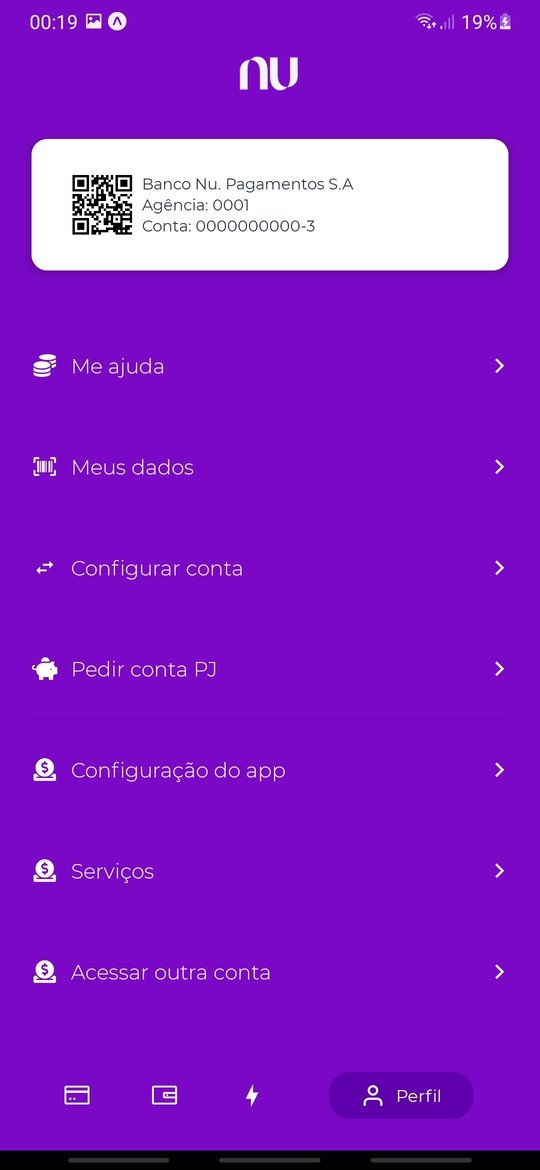 00:19
19%
nu
Banco Nu. Pagamentos S.A
Agência: 0001
Conta: 0000000000-3
Me ajuda
Meus dados
Configurar conta
Pedir conta PJ
Configuração do app
Serviços
Acessar outra conta
Perfil